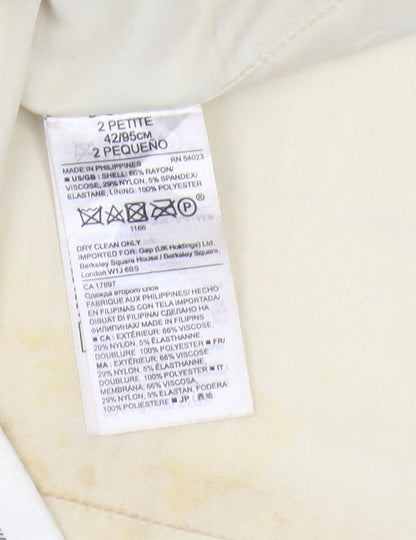 2 PETITE
42/95CM
2 PEQUEÑO
MADE IN PHILIPPINES RN 54023
■ US/GB : SHELL: 66% RAYON/
VISCOSE, 29% NYLON, 5% SPANDEX/
ELASTANE, LINING: 100% POLYESTER
P
1166
DRY CLEAN ONLY
IMPORTED FOR: Gap (UK Holdings) Ltd.
Berkeley Square House / Berkeley Square
London W1J 6BS
CA 17897
Одежда второго слоя
FABRIQUE AUX PHILIPPINES/ HECHO
EN FILIPINAS CON TELA IMPORTADA/
DIBUAT DI FILIPINA/ СДЕЛАНО НА
ФИЛИПИНАХ/ MADE IN FILIPINS
■ CA : EXTÉRIEUR: 66% VISCOSE,
29% NYLON, 5% ÉLASTHANNE,
DOUBLURE 100% POLYESTER ■ FR/
MA : EXTÉRIEUR: 66% VISCOSE,
29% NYLON, 5% ÉLASTHANNE,
DOUBLURE: 100% POLYESTER ■ IT :
MEMBRANA: 66% VISCOSA,
29% NYLON, 5% ELASTAN, FODERA
100% POLIESTERE ■ JP : 表地